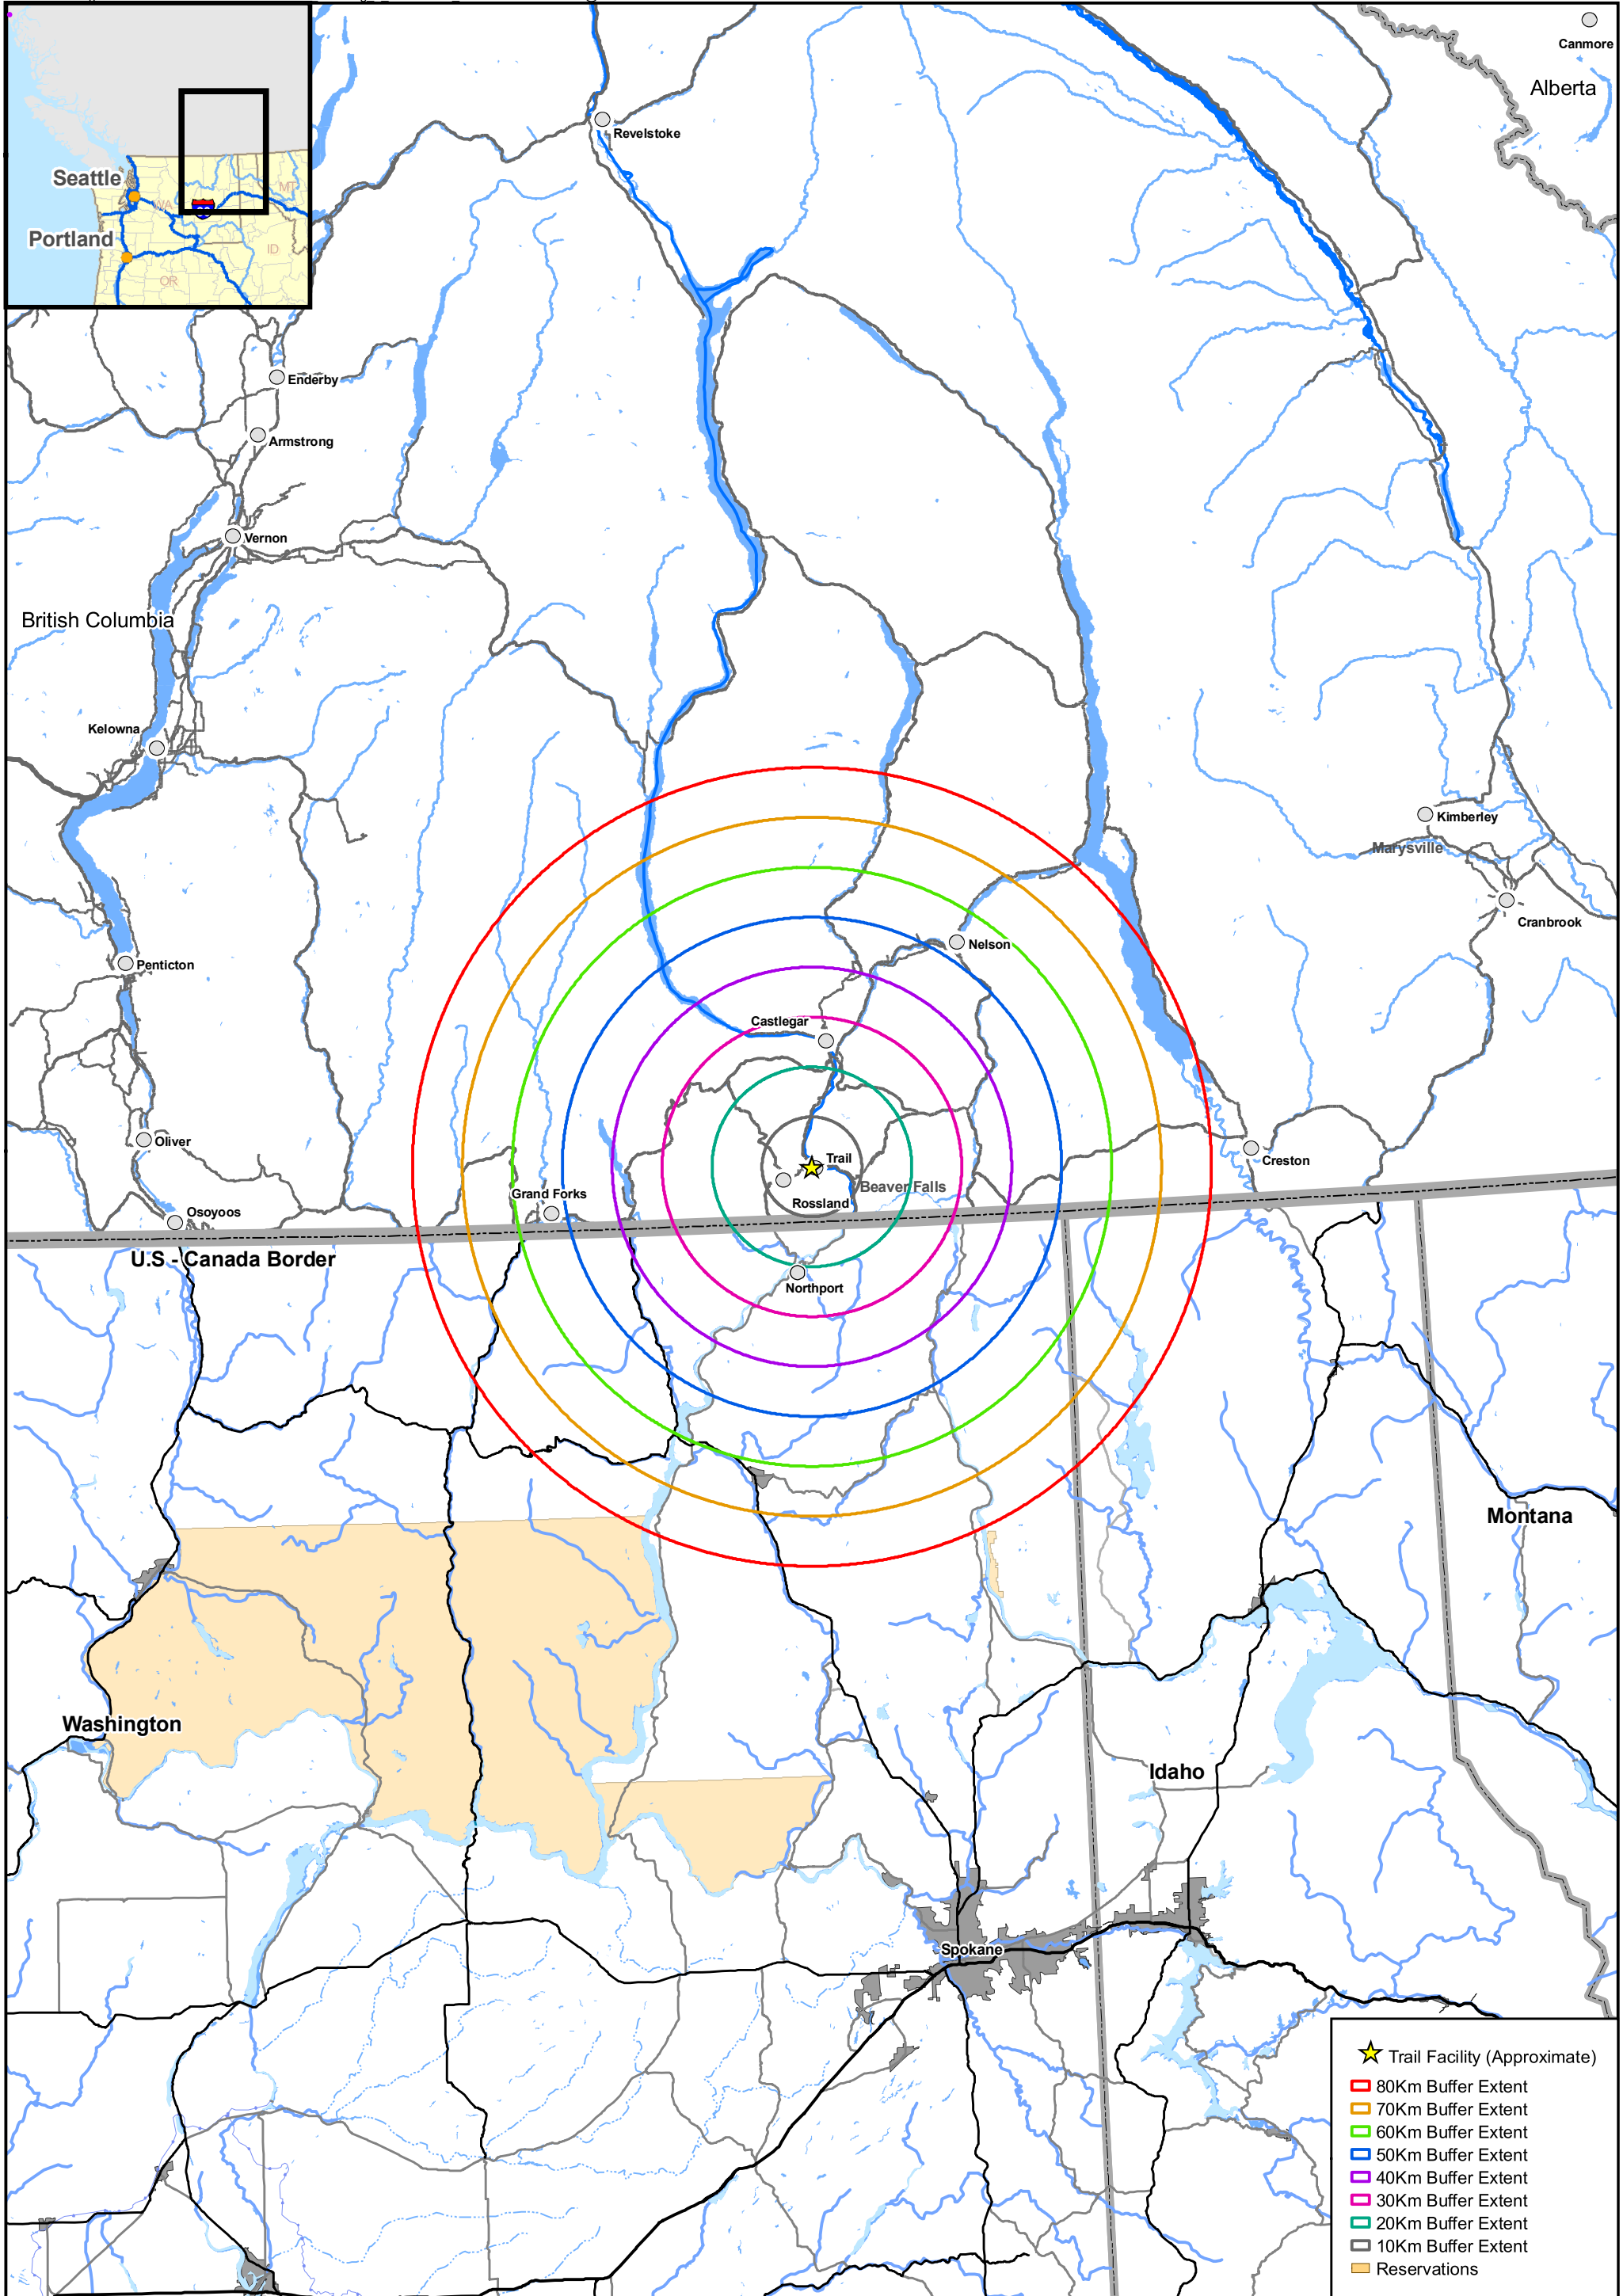 Canmore
Alberta
Revelstoke
Seattle
WA
MT
Portland
ID
OR
Enderby
Armstrong
Vernon
British Columbia
Kelowna
Kimberley
Marysville
Cranbrook
Nelson
Penticton
Castlegar
Oliver
Trail
Creston
Beaver Falls
Grand Forks
Rossland
Osoyoos
U.S - Canada Border
Northport
Montana
Washington
Idaho
Spokane
Trail Facility (Approximate)
80Km Buffer Extent
70Km Buffer Extent
60Km Buffer Extent
50Km Buffer Extent
40Km Buffer Extent
30Km Buffer Extent
20Km Buffer Extent
10Km Buffer Extent
Reservations